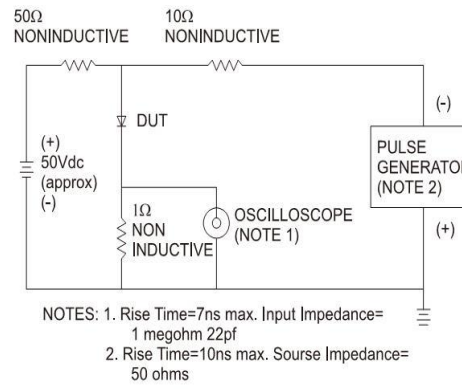 50Ω
NONINDUCTIVE
10Ω
NONINDUCTIVE
(+)
50Vdc
(approx)
(-)
DUT
1Ω
NON
INDUCTIVE
OSCILLOSCOPE
(NOTE 1)
(-)
PULSE
GENERATOR
(NOTE 2)
(+)
NOTES: 1. Rise Time=7ns max. Input Impedance=
1 megohm 22pf
2. Rise Time=10ns max. Sourse Impedance=
50 ohms